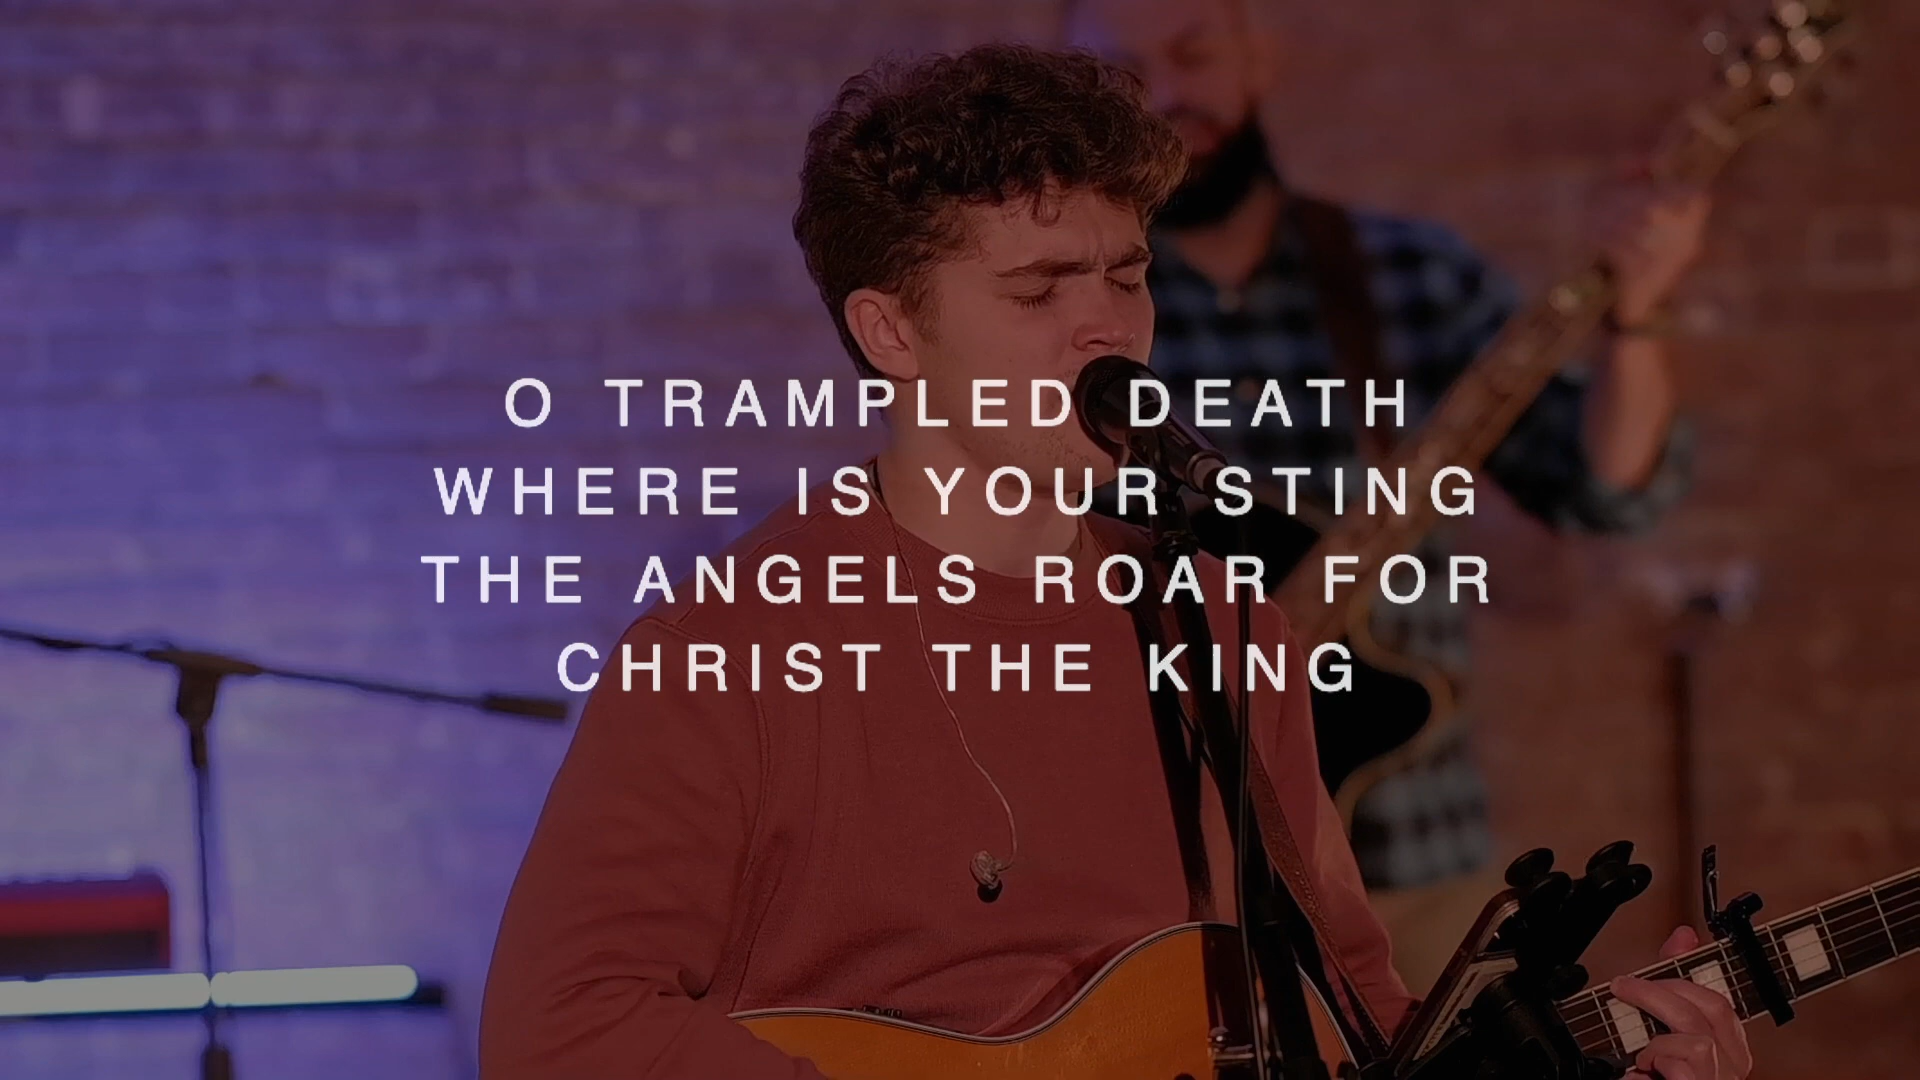 O TRAMPLED DEATH
WHERE IS YOUR STING
THE ANGELS ROAR FOR
CHRIST THE KING